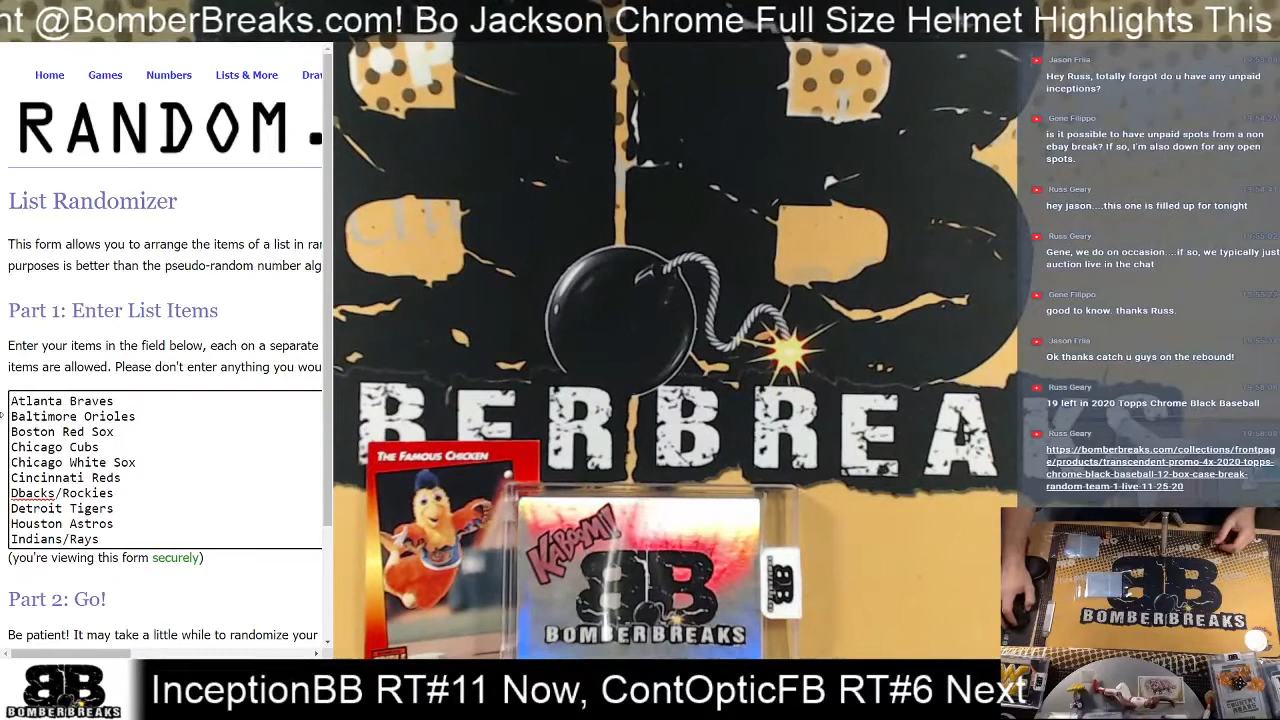 nt @BomberBreaks.com! Bo Jackson Chrome Full Size Helmet Highlights This
Home Games Numbers Lists & More Dra
RANDOM.
List Randomizer
This form allows you to arrange the items of a list in ra
purposes is better than the pseudo-random number alg
Part 1: Enter List Items
Enter your items in the field below, each on a separate
items are allowed. Please don't enter anything you wou
Atlanta Braves
Baltimore Orioles
Boston Red Sox
Chicago Cubs
Chicago White Sox
Cincinnati Reds
Dbacks/Rockies
Detroit Tigers
Houston Astros
Indians/Rays
(you're viewing this form securely)
Part 2: Go!
Be patient! It may take a little while to randomize your
BERBREA
THE FAMOUS CHICKEN
KABOOM!
BB
BOMBERBREAKS
BB
Jason Friia
Hey Russ, totally forgot do u have any unpaid
inceptions?
Gene Filippo
is it possible to have unpaid spots from a non
ebay break? If so, I'm also down for any open
spots.
Russ Geary
hey jason....this one is filled up for tonight
Russ Geary
Gene, we do on occasion....if so, we typically just
auction live in the chat
Gene Filippo
good to know. thanks Russ.
Jason Friia
Ok thanks catch u guys on the rebound!
Russ Geary
19 left in 2020 Topps Chrome Black Baseball
Russ Geary
https://bomberbreaks.com/collections/frontpag
e/products/transcendent-promo-4x-2020-topps-
chrome-black-baseball-12-box-case-break-
random-team-1-live-11-25-20
BB
BOMBERBREAKS
BB
BOMBERBREAKS
InceptionBB RT#11 Now, ContOpticFB RT#6 Next